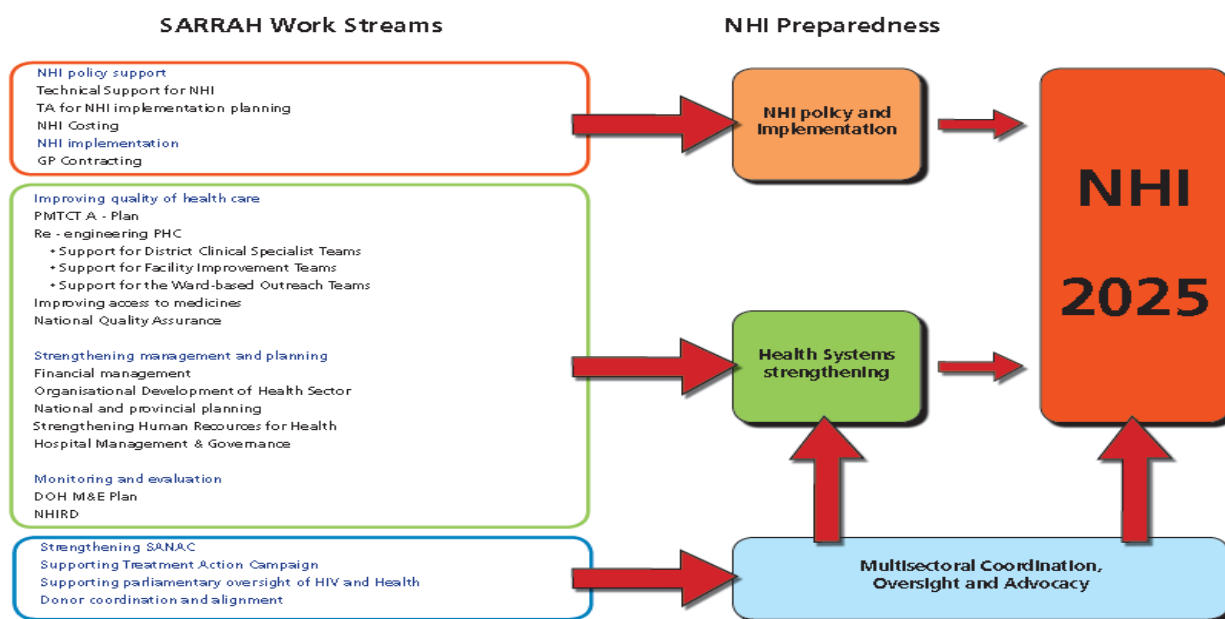 SARRAH Work Streams
NHI Preparedness
NHI policy support
Technical Support for NHI
TA for NHI implementation planning
NHI Costing
NHI implementation
GP Contracting
NHI policy and
Implementation
NHI
2025
Improving quality of health care
PMTCT A - Plan
Re - engineering PHC
• Support for District Clinical Specialist Teams
• Support for Facility Improvement Teams
• Support for the Ward-based Outreach Teams
Improving access to medicines
National Quality Assurance
Strengthening management and planning
Financial management
Organisational Development of Health Sector
National and provincial planning
Strengthening Human Resources for Health
Hospital Management & Governance
Monitoring and evaluation
DOH M&E Plan
NHIRD
Health Systems
strengthening
Strengthening SANAC
Supporting Treatment Action Campaign
Supporting parliamentary oversight of HIV and Health
Donor coordination and alignment
Multisectoral Coordination,
Oversight and Advocacy